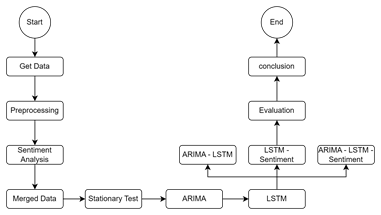 Start
Get Data
Preprocessing
Sentiment
Analysis
Merged Data
Stationary Test
ARIMA
LSTM
ARIMA - LSTM
LSTM -
Sentiment
ARIMA - LSTM -
Sentiment
Evaluation
conclusion
End